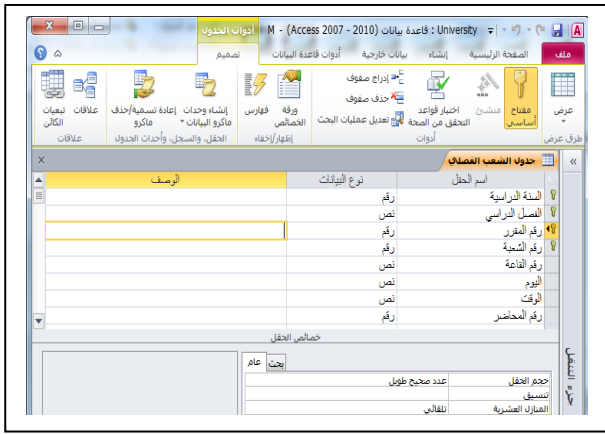 University : قاعدة بيانات (Access 2007 - 2010) - M
أدوات الجدول
ملف
الصفحة الرئيسية
إنشاء
بيانات خارجية
أدوات قاعدة البيانات
تصميم
عرض
مفتاح أساسي
منشئ
اختبار قواعد التحقق من الصحة
إدراج صفوف
حذف صفوف
تعديل عمليات البحث
ورقة الخصائص
فهارس
إنشاء وحدات ماكرو البيانات
إعادة تسمية/حذف ماكرو
علاقات
تبعيات الكائن
طرق عرض
أدوات
إظهار/إخفاء
الحقل، والسجل، وأحداث الجدول
علاقات
جدول الشعب الفصلي
اسم الحقل نوع البيانات الوصف
السنة الدراسية رقم
الفصل الدراسي نص
رقم المقرر رقم
رقم الشعبة رقم
رقم القاعة نص
اليوم نص
الوقت نص
رقم المحاضر رقم
خصائص الحقل
عام بحث
حجم الحقل عدد صحيح طويل
تنسيق
المنازل العشرية تلقائي
جزء التنقل